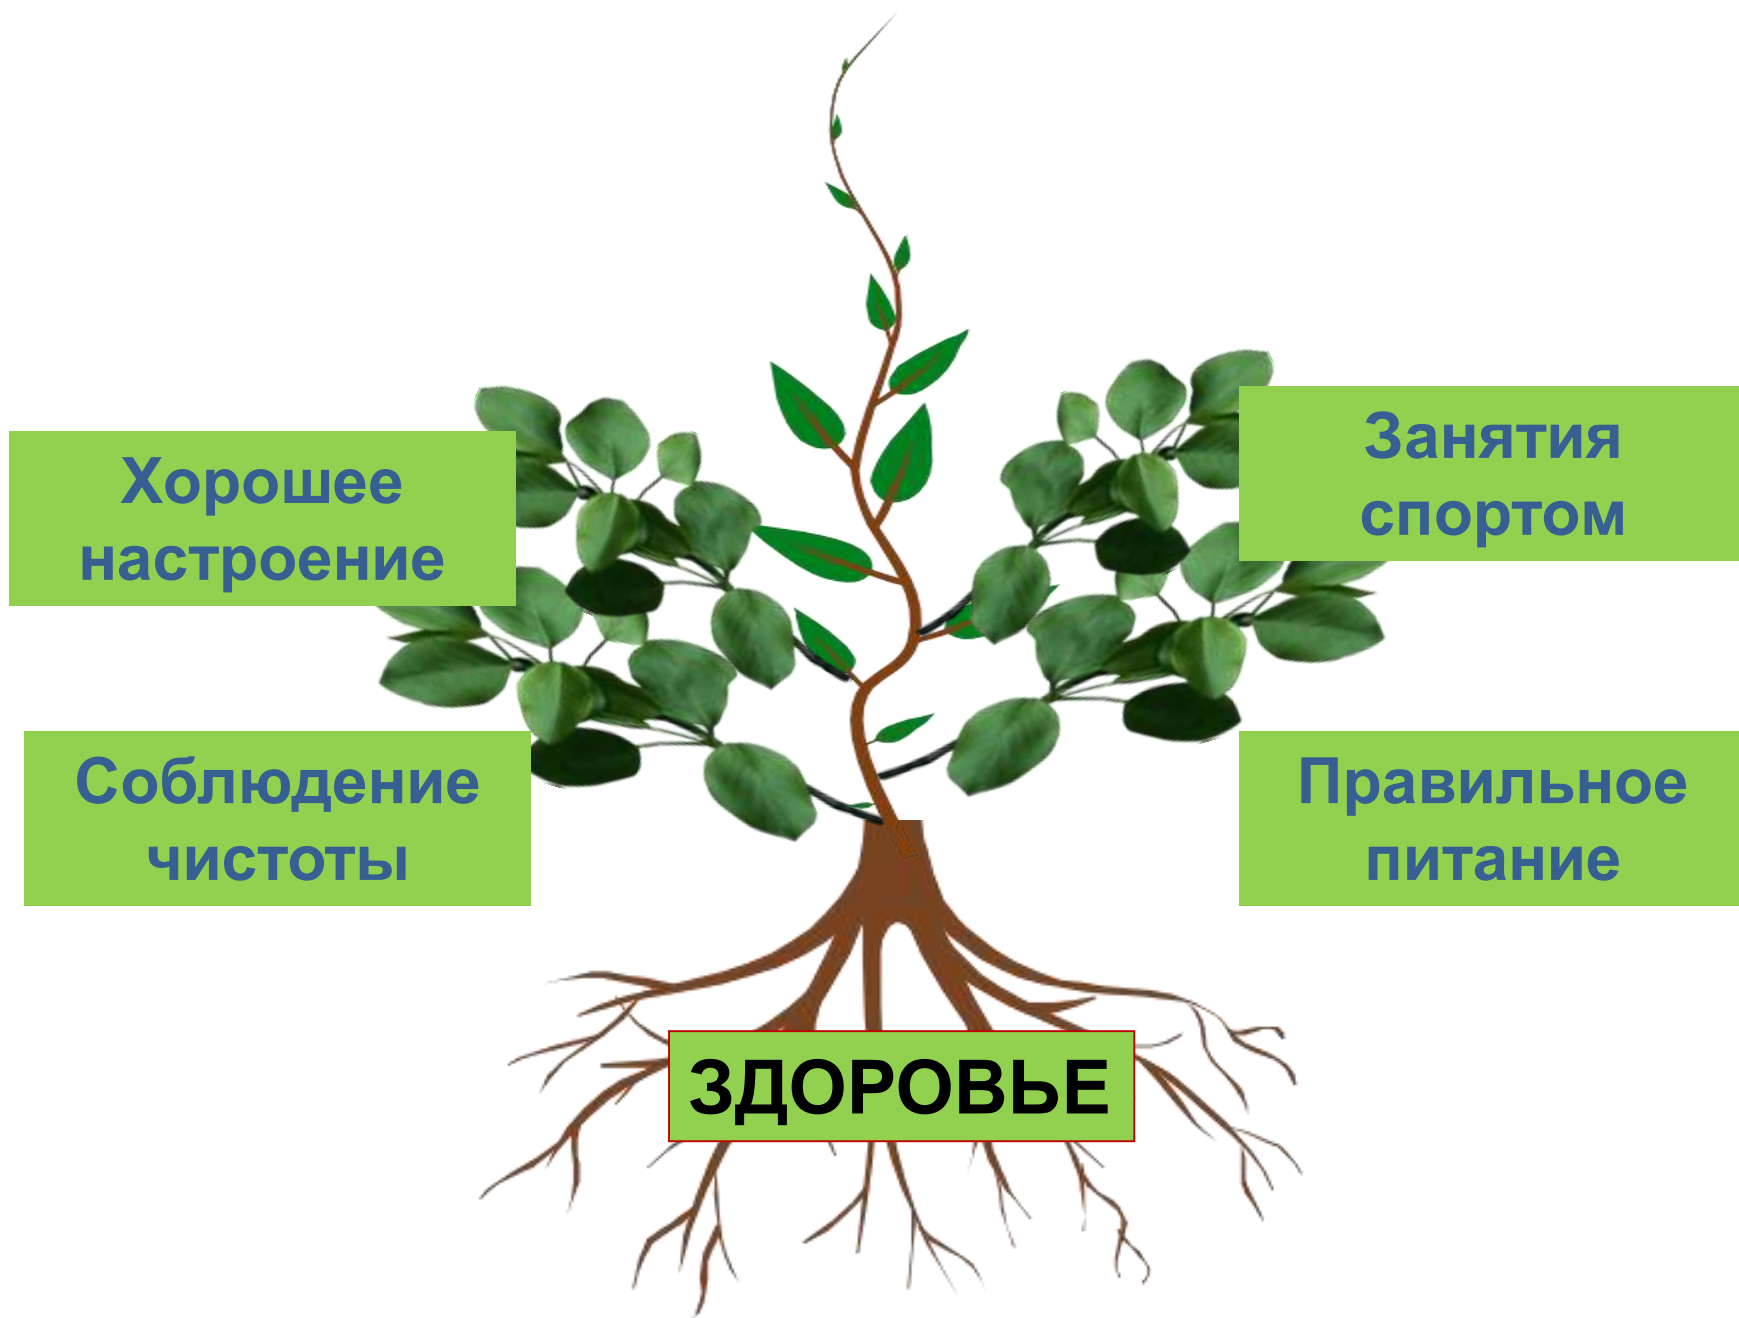 Хорошее
настроение
Занятия
спортом
Соблюдение
чистоты
Правильное
питание
ЗДОРОВЬЕ